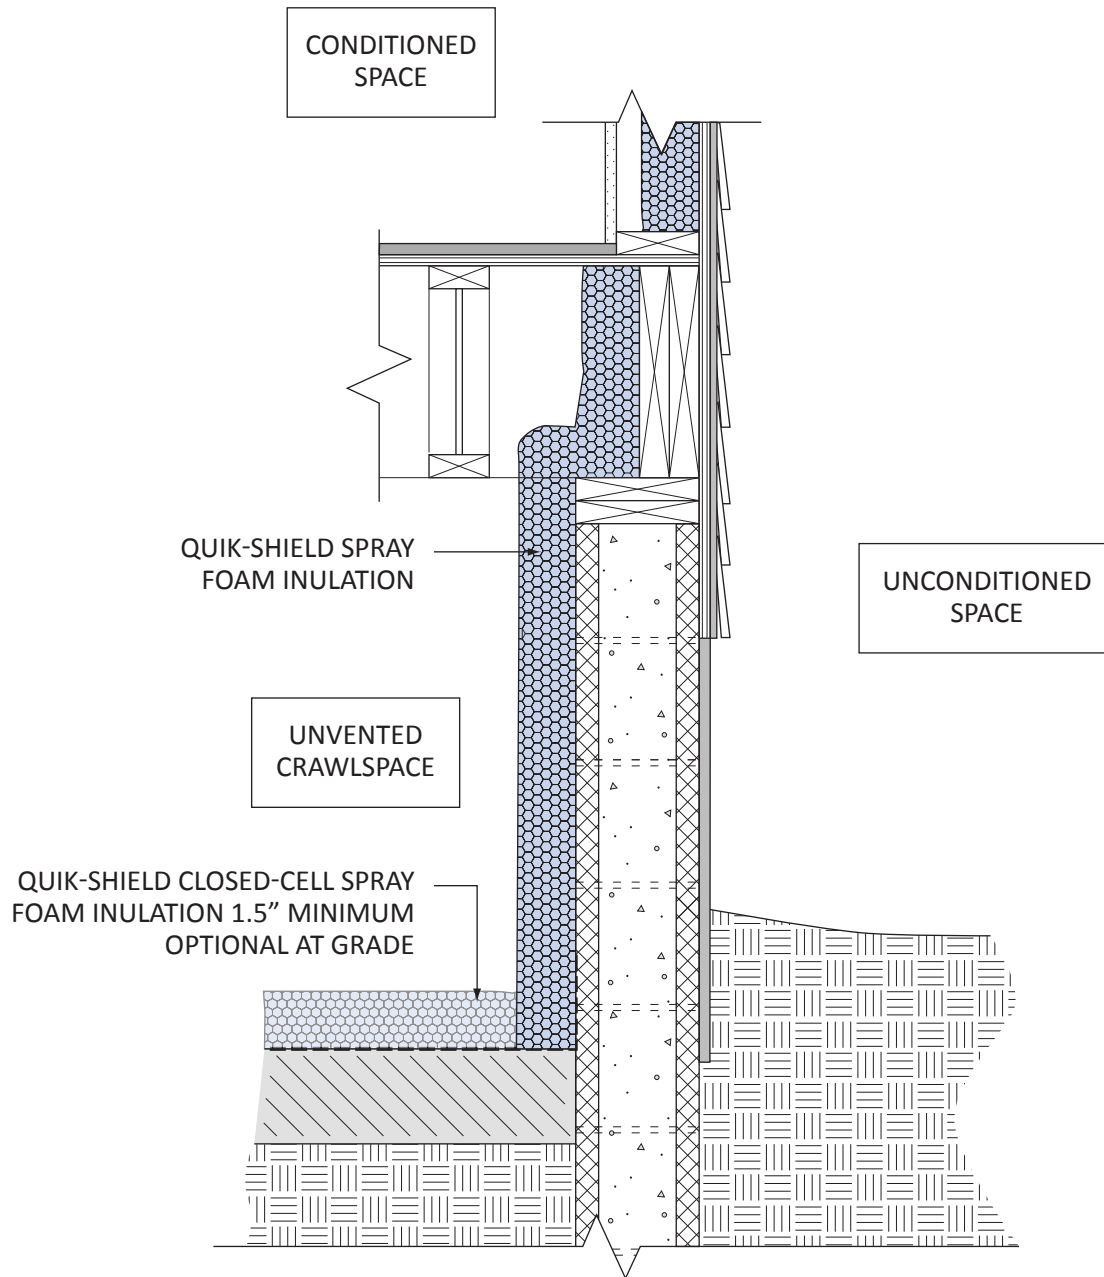 CONDITIONED
SPACE
QUIK-SHIELD SPRAY
FOAM INULATION
UNCONDITIONED
SPACE
UNVENTED
CRAWLSPACE
QUIK-SHIELD CLOSED-CELL SPRAY
FOAM INULATION 1.5” MINIMUM
OPTIONAL AT GRADE